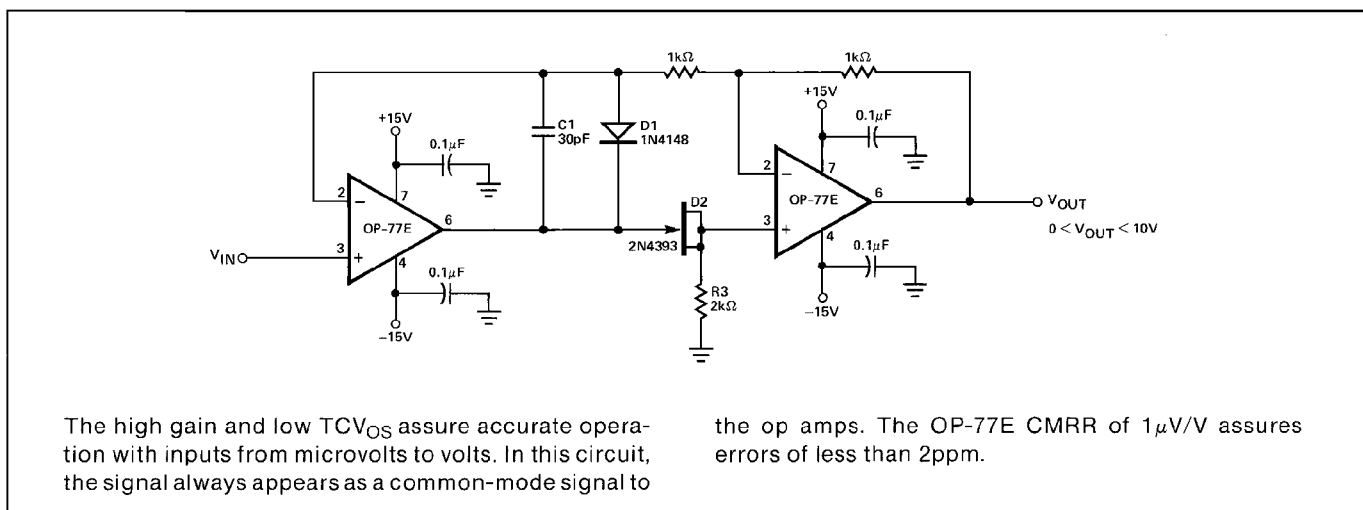 1kΩ
1kΩ
+15V
+15V
C1
30pF
D1
1N4148
0.1μF
0.1μF
2
7
OP-77E
6
3
4
VIN
D2
2N4393
2
7
OP-77E
6
3
4
VOUT
0 < VOUT < 10V
0.1μF
0.1μF
R3
2kΩ
-15V
-15V
The high gain and low TCVOS assure accurate opera-
tion with inputs from microvolts to volts. In this circuit,
the signal always appears as a common-mode signal to
the op amps. The OP-77E CMRR of 1μV/V assures
errors of less than 2ppm.